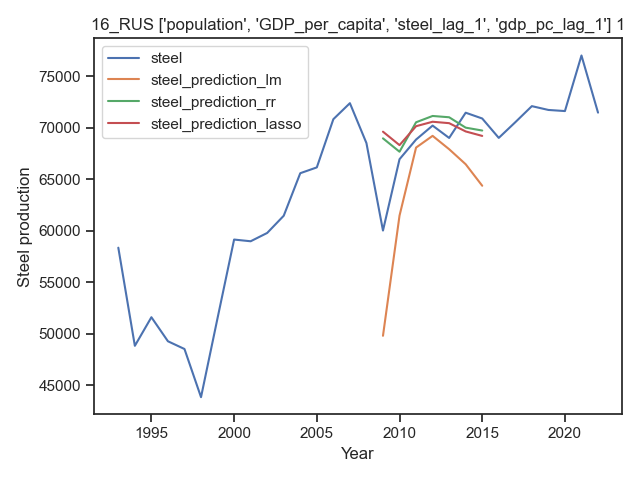 16_RUS ['population', 'GDP_per_capita', 'steel_lag_1', 'gdp_pc_lag_1'] 1
steel
steel_prediction_lm
steel_prediction_rr
steel_prediction_lasso
75000
70000
65000
60000
55000
50000
45000
Steel production
1995 2000 2005 2010 2015 2020
Year